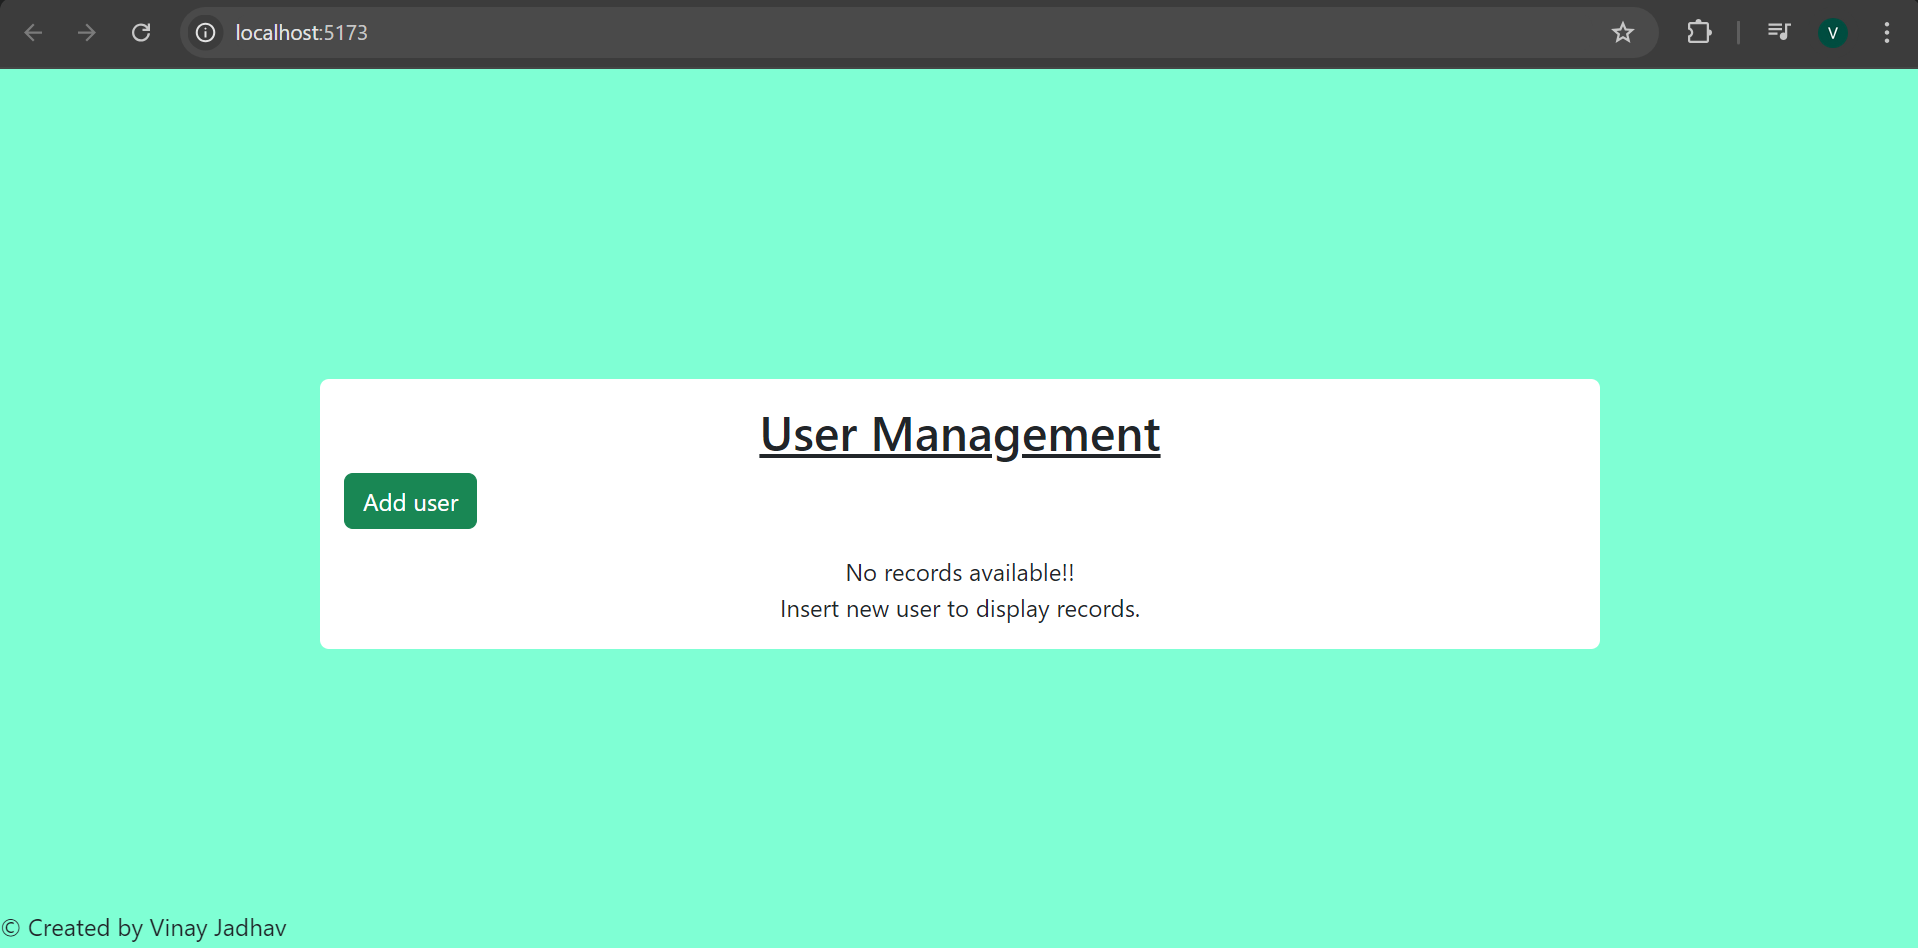 localhost:5173
V
User Management
Add user
No records available!!
Insert new user to display records.
© Created by Vinay Jadhav